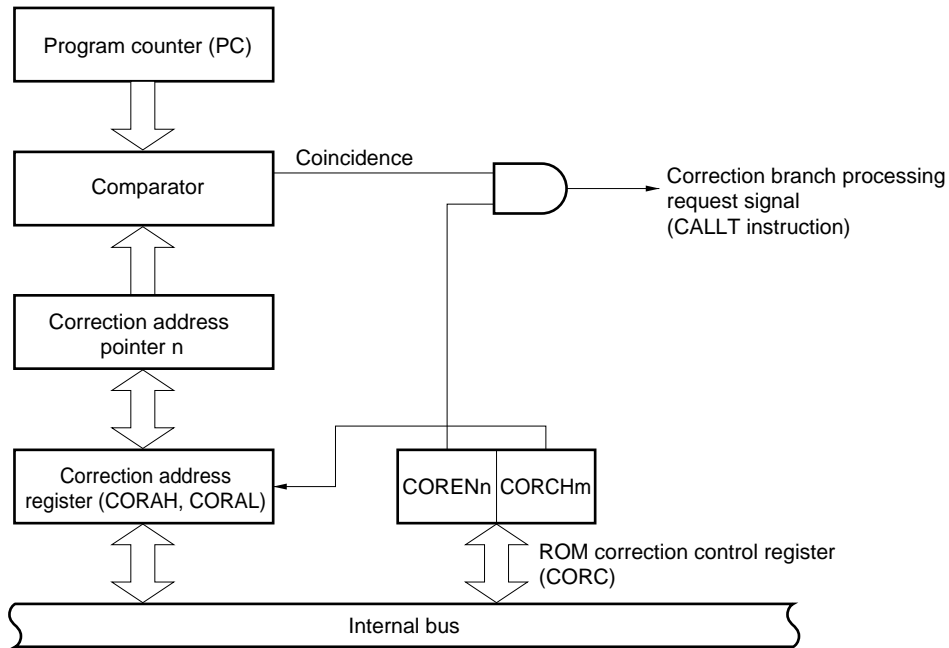 Program counter (PC)
Comparator
Coincidence
Correction branch processing
request signal
(CALLT instruction)
Correction address
pointer n
Correction address
register (CORAH, CORAL)
CORENn
CORCHm
ROM correction control register
(CORC)
Internal bus